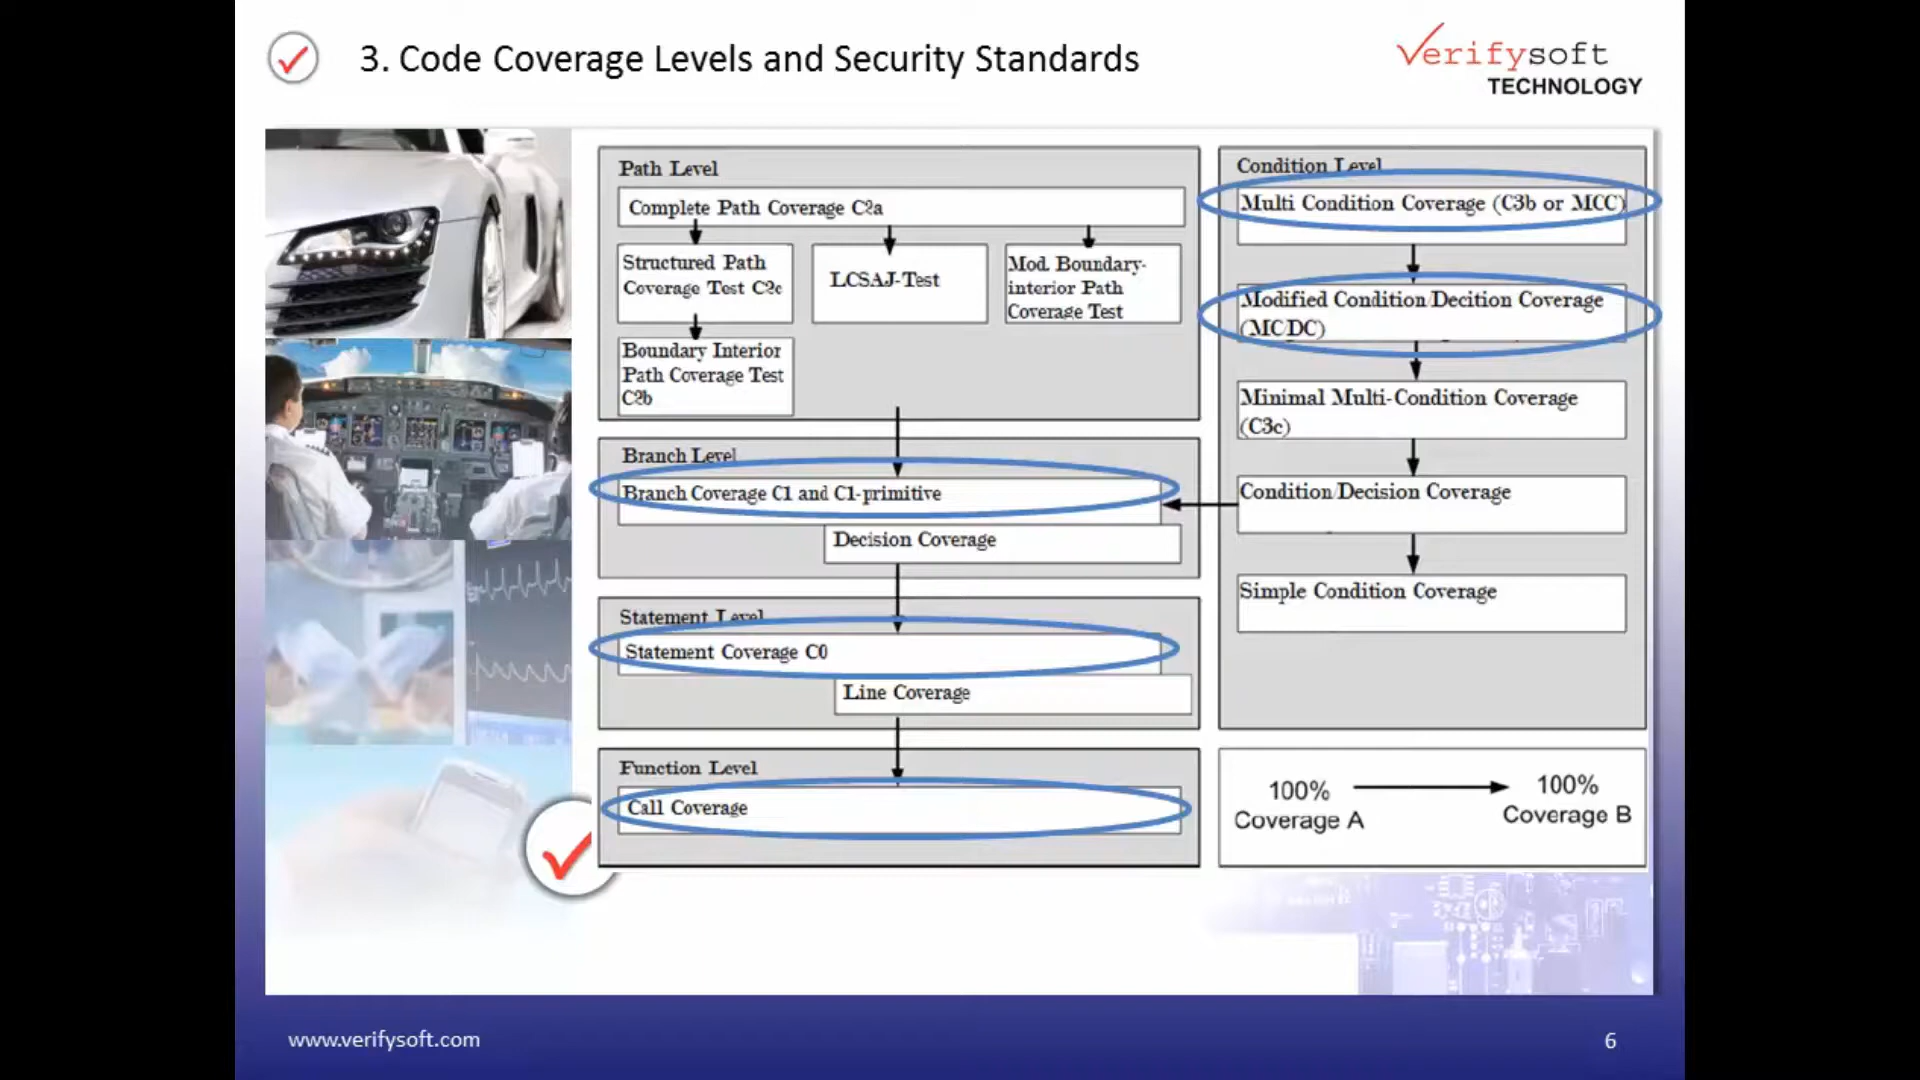 3. Code Coverage Levels and Security Standards
Verifysoft
TECHNOLOGY
Path Level
Complete Path Coverage C2a
Structured Path
Coverage Test C2c
LCSAJ-Test
Mod. Boundary-
interior Path
Coverage Test
Boundary Interior
Path Coverage Test
C2b
Branch Level
Branch Coverage C1 and C1-primitive
Decision Coverage
Statement Level
Statement Coverage C0
Line Coverage
Function Level
Call Coverage
Condition Level
Multi Condition Coverage (C3b or MCC)
Modified Condition/Decition Coverage
(MC/DC)
Minimal Multi-Condition Coverage
(C3c)
Condition/Decision Coverage
Simple Condition Coverage
100%
Coverage A
100%
Coverage B
www.verifysoft.com
6